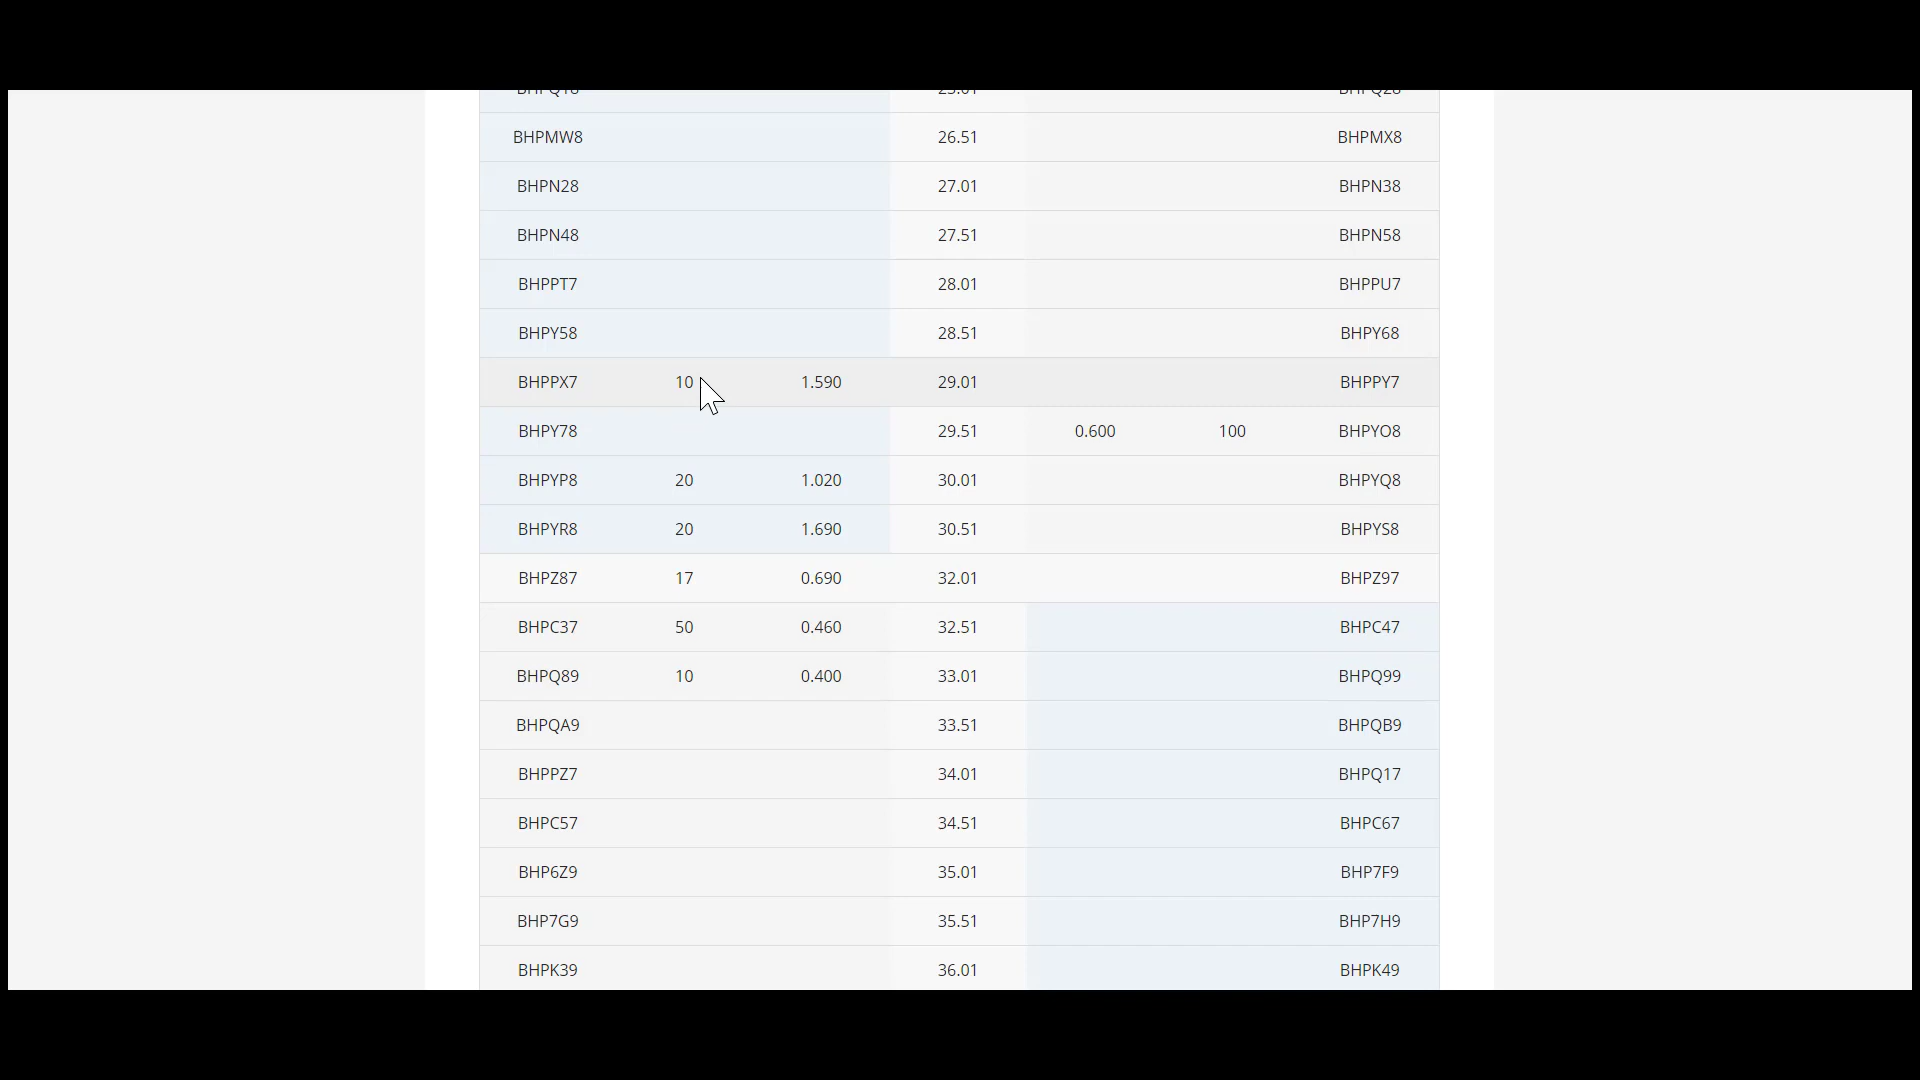 BHPQ18 25.01 BHPQ28
BHPMW8 26.51 BHPMX8
BHPN28 27.01 BHPN38
BHPN48 27.51 BHPN58
BHPPT7 28.01 BHPPU7
BHPY58 28.51 BHPY68
BHPPX7 10 1.590 29.01 BHPPY7
BHPY78 29.51 0.600 100 BHPYO8
BHPYP8 20 1.020 30.01 BHPYQ8
BHPYR8 20 1.690 30.51 BHPYS8
BHPZ87 17 0.690 32.01 BHPZ97
BHPC37 50 0.460 32.51 BHPC47
BHPQ89 10 0.400 33.01 BHPQ99
BHPQA9 33.51 BHPQB9
BHPPZ7 34.01 BHPQ17
BHPC57 34.51 BHPC67
BHP6Z9 35.01 BHP7F9
BHP7G9 35.51 BHP7H9
BHPK39 36.01 BHPK49